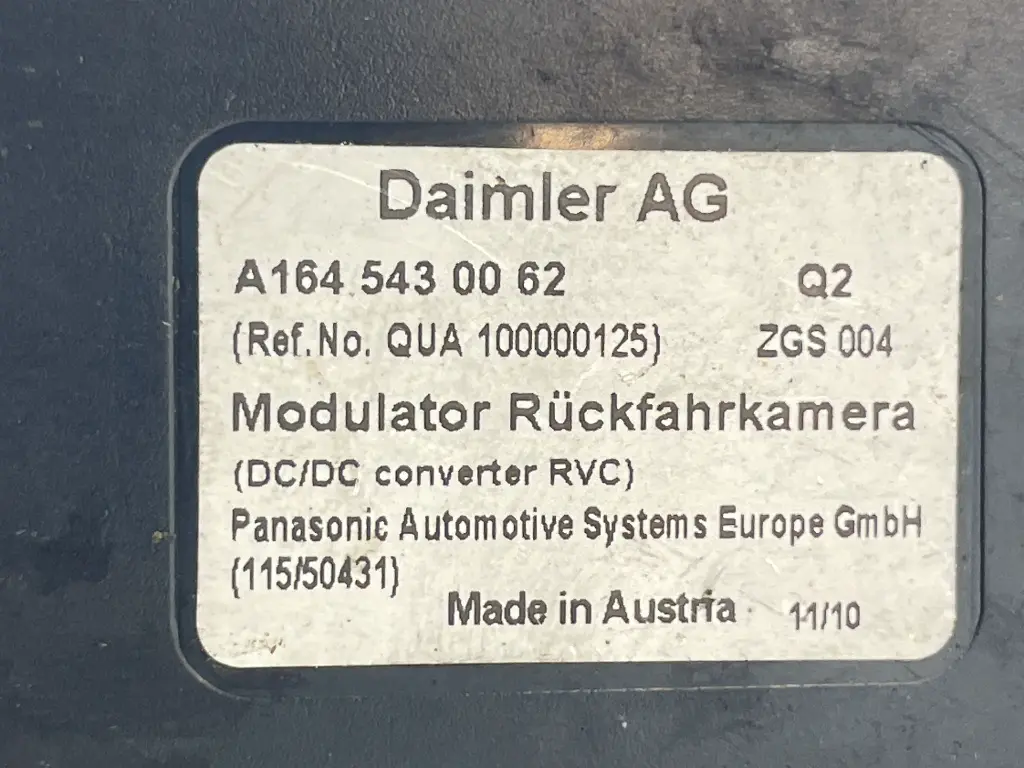 Daimler AG
A164 543 00 62 Q2
(Ref.No. QUA 100000125) ZGS 004
Modulator Rückfahrkamera
(DC/DC converter RVC)
Panasonic Automotive Systems Europe GmbH
(115/50431)
Made in Austria 11/10